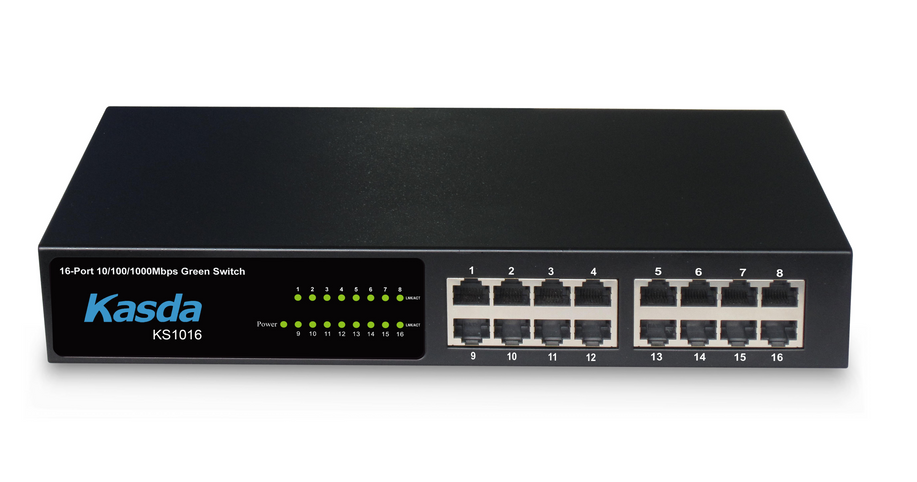 16-Port 10/100/1000Mbps Green Switch
Kasda
KS1016
1 2 3 4 5 6 7 8 LNK/ACT
Power LNK/ACT
9 10 11 12 13 14 15 16
1 2 3 4 5 6 7 8
9 10 11 12 13 14 15 16